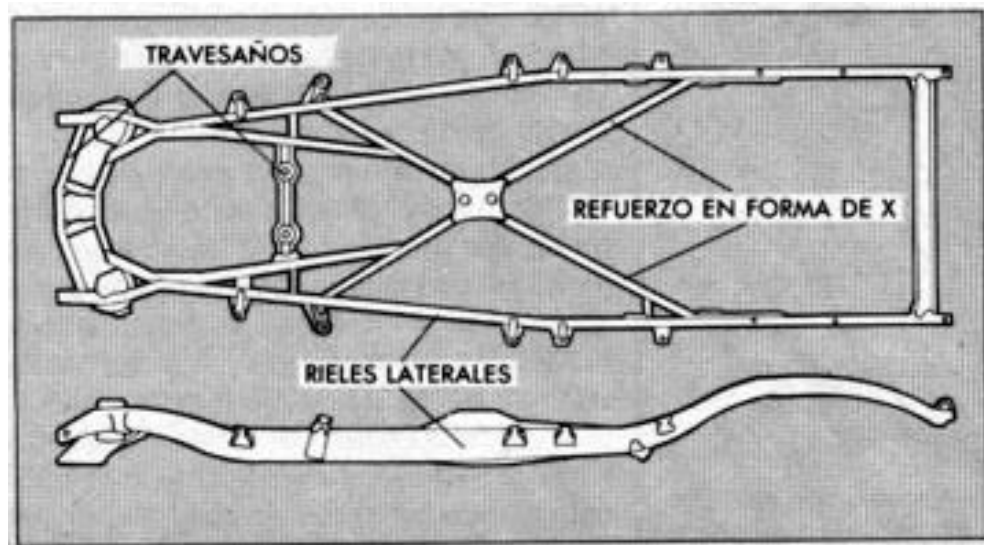 TRAVESAÑOS
REFUERZO EN FORMA DE X
RIELES LATERALES